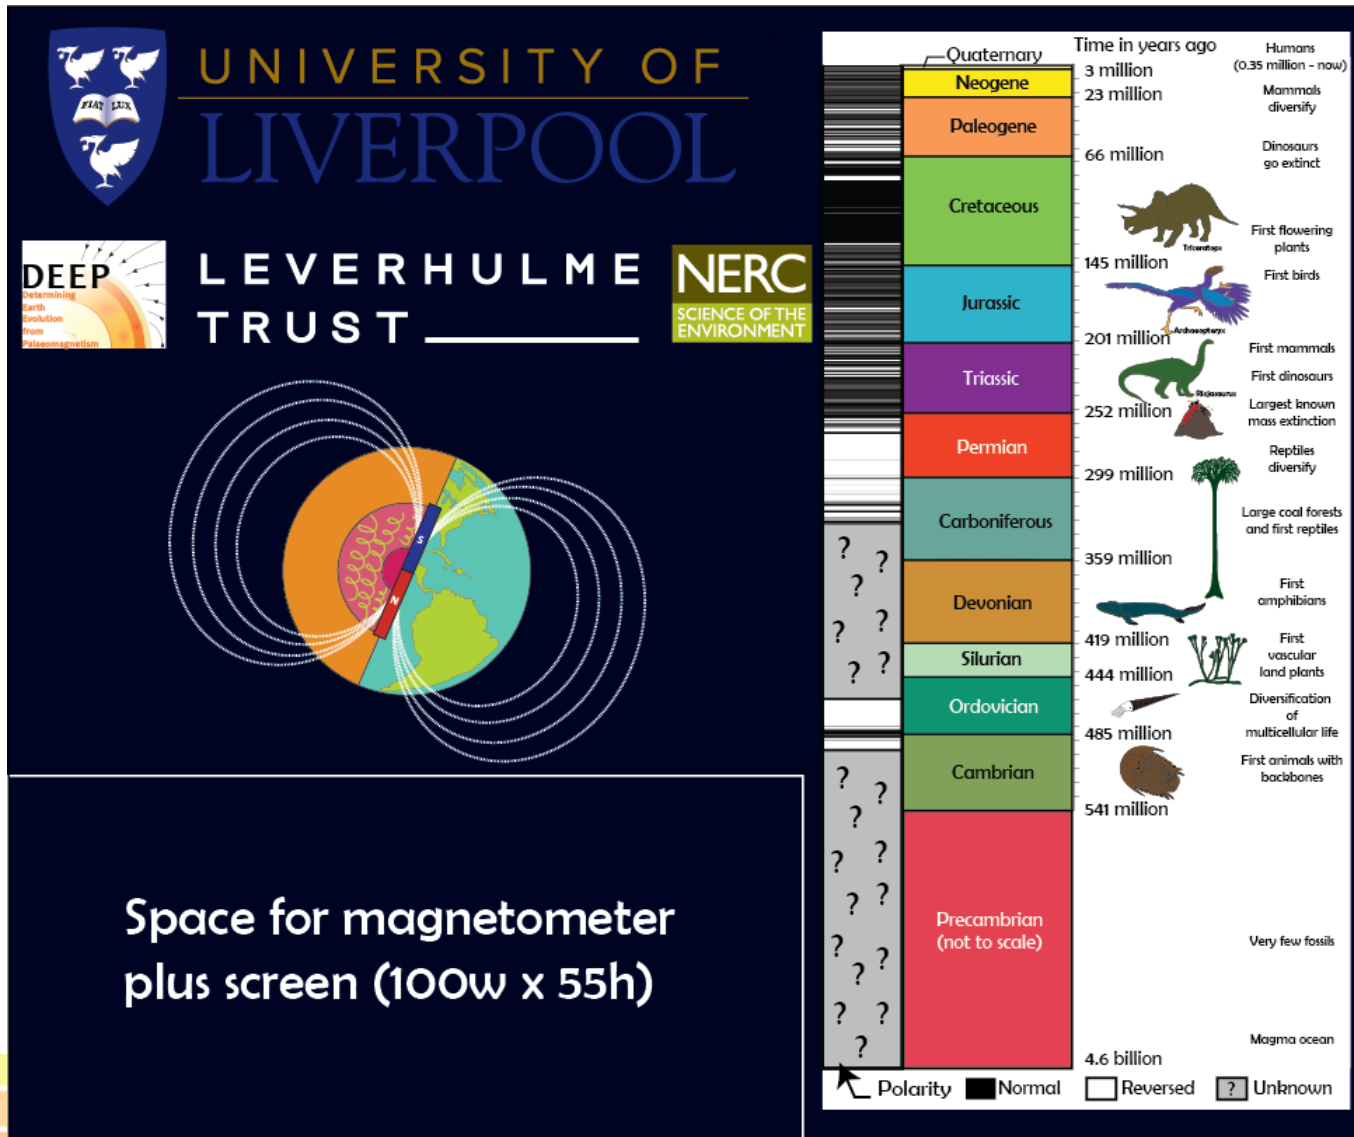 UNIVERSITY OF
LIVERPOOL
FIAT LUX
DEEP
Determining
Earth
Evolution
from
Palaeomagnetism
LEVERHULME
TRUST
NERC
SCIENCE OF THE
ENVIRONMENT
S
N
Space for magnetometer
plus screen (100w x 55h)
Time in years ago
Quaternary
3 million
Neogene
23 million
Paleogene
66 million
Cretaceous
145 million
Jurassic
201 million
Triassic
252 million
Permian
299 million
Carboniferous
359 million
Devonian
419 million
Silurian
444 million
Ordovician
485 million
Cambrian
541 million
Precambrian
(not to scale)
4.6 billion
Humans
(0.35 million - now)
Mammals
diversify
Dinosaurs
go extinct
Triceratops
First flowering
plants
First birds
Archaeopteryx
First mammals
First dinosaurs
Riojasaurus
Largest known
mass extinction
Reptiles
diversify
Large coal forests
and first reptiles
First
amphibians
First
vascular
land plants
Diversification
of
multicellular life
First animals with
backbones
Very few fossils
Magma ocean
? ? ? ? ? ? ?
? ? ? ? ? ? ? ? ? ? ? ? ?
Polarity Normal Reversed ? Unknown